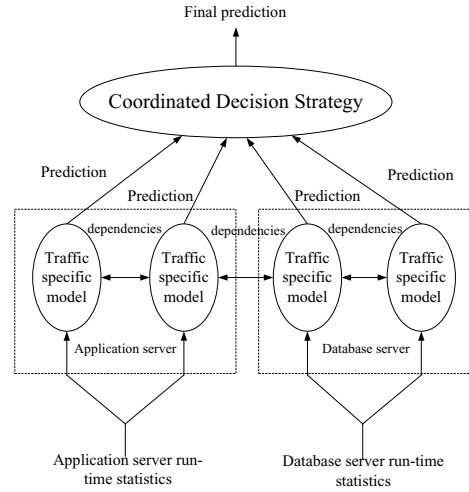 Final prediction
Coordinated Decision Strategy
Prediction
Prediction
Prediction
Prediction
dependencies
dependencies
dependencies
Traffic
specific
model
Traffic
specific
model
Traffic
specific
model
Traffic
specific
model
Application server
Database server
Application server run-
time statistics
Database server run-time
statistics